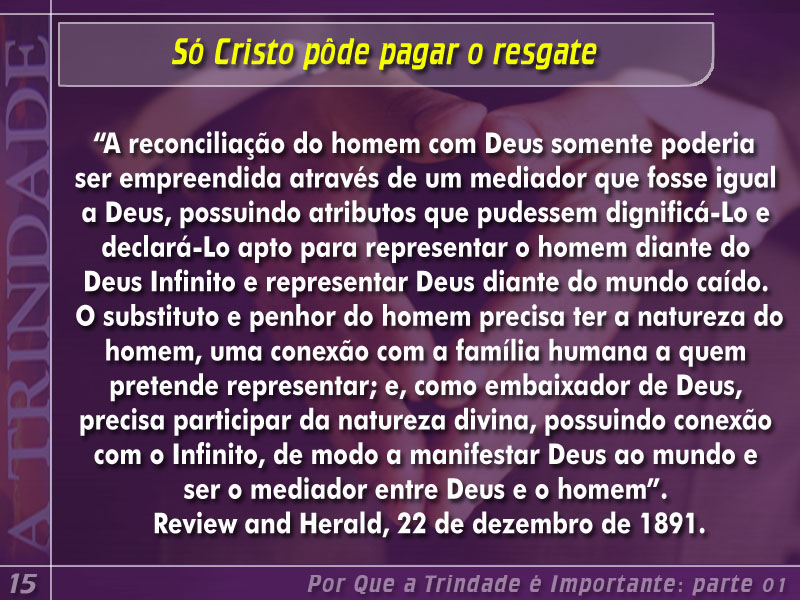 Só Cristo pôde pagar o resgate
“A reconciliação do homem com Deus somente poderia
ser empreendida através de um mediador que fosse igual
a Deus, possuindo atributos que pudessem dignificá-Lo e
declará-Lo apto para representar o homem diante do
Deus Infinito e representar Deus diante do mundo caído.
O substituto e penhor do homem precisa ter a natureza do
homem, uma conexão com a família humana a quem
pretende representar; e, como embaixador de Deus,
precisa participar da natureza divina, possuindo conexão
com o Infinito, de modo a manifestar Deus ao mundo e
ser o mediador entre Deus e o homem”.
Review and Herald, 22 de dezembro de 1891.
A TRINDADE
15
Por Que a Trindade é Importante: parte 01